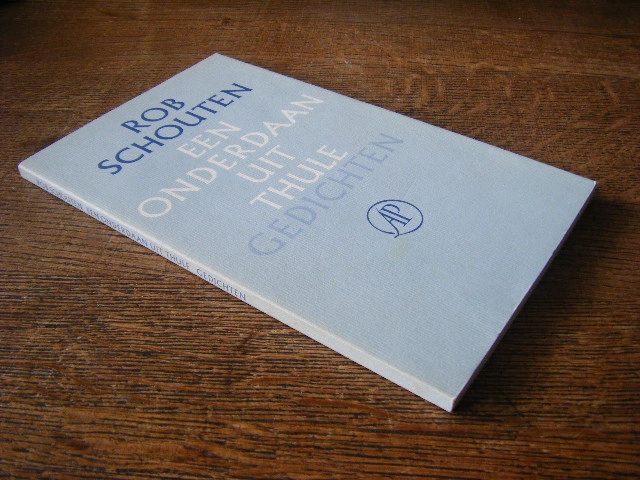 ROB
SCHOUTEN
EEN
ONDERDAAN
UIT
THULE
GEDICHTEN
AP
ROB SCHOUTEN EEN ONDERDAAN UIT THULE GEDICHTEN